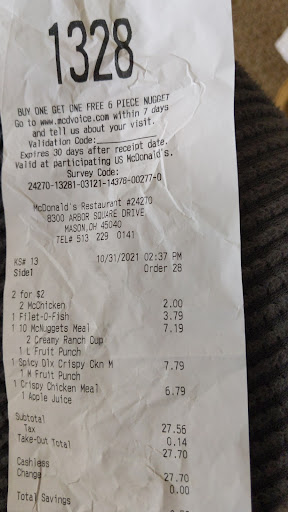 1328
BUY ONE GET ONE FREE 6 PIECE NUGGET
Go to www.mcdvoice.com within 7 days
and tell us about your visit.
Validation Code:
Expires 30 days after receipt date.
Valid at participating US McDonald's.
Survey Code:
24270-13281-03121-14378-00277-0
McDonald's Restaurant #24270
8300 ARBOR SQUARE DRIVE
MASON,OH 45040
TEL# 513 229 0141
KS# 13 10/31/2021 02:37 PM
Side1 Order 28
2 for $2
2 McChicken 2.00
1 Filet-O-Fish 3.79
1 10 McNuggets Meal 7.19
2 Creamy Ranch Cup
1 L Fruit Punch
1 Spicy Dlx Crispy Ckn M 7.79
1 M Fruit Punch
1 Crispy Chicken Meal 6.79
1 Apple Juice
Subtotal 27.56
Tax 0.14
Take-Out Total 27.70
Cashless 27.70
Change 0.00
Total Savings